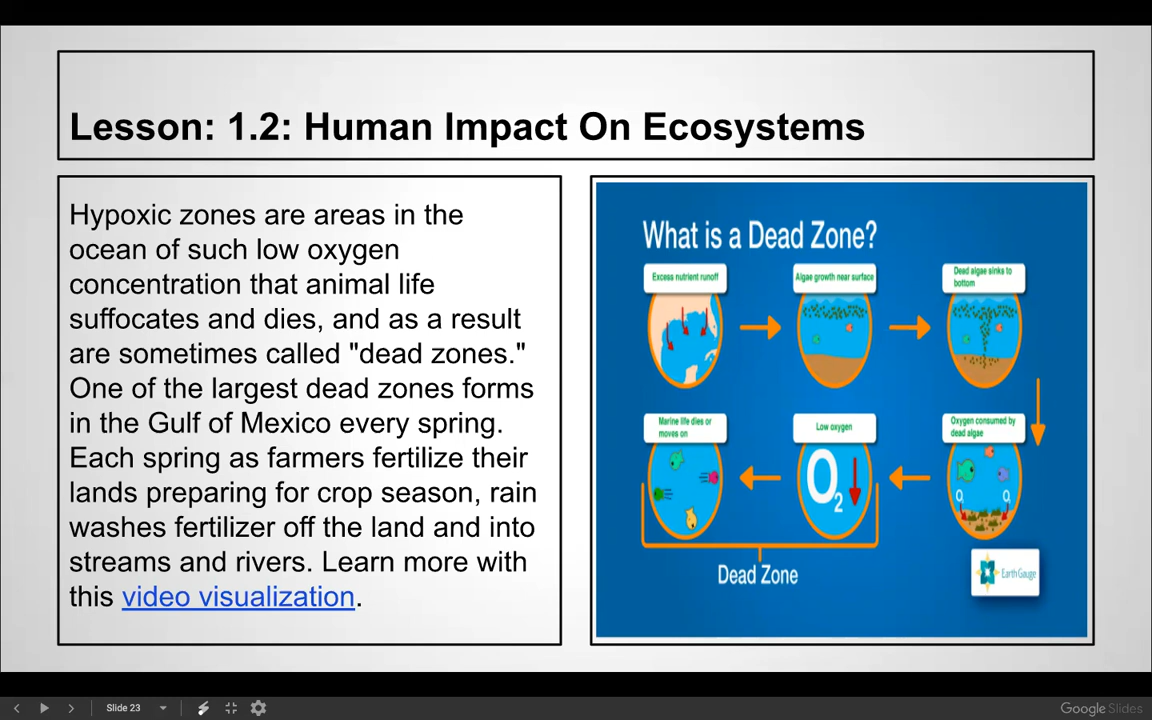 Lesson: 1.2: Human Impact On Ecosystems
Hypoxic zones are areas in the
ocean of such low oxygen
concentration that animal life
suffocates and dies, and as a result
are sometimes called "dead zones."
One of the largest dead zones forms
in the Gulf of Mexico every spring.
Each spring as farmers fertilize their
lands preparing for crop season, rain
washes fertilizer off the land and into
streams and rivers. Learn more with
this video visualization.
What is a Dead Zone?
Excess nutrient runoff
Algae growth near surface
Dead algae sinks to
bottom
Marine life dies or
moves on
Low oxygen
Oxygen consumed by
dead algae
O2
O2
O2
Dead Zone
EarthGauge
Slide 23
Google Slides